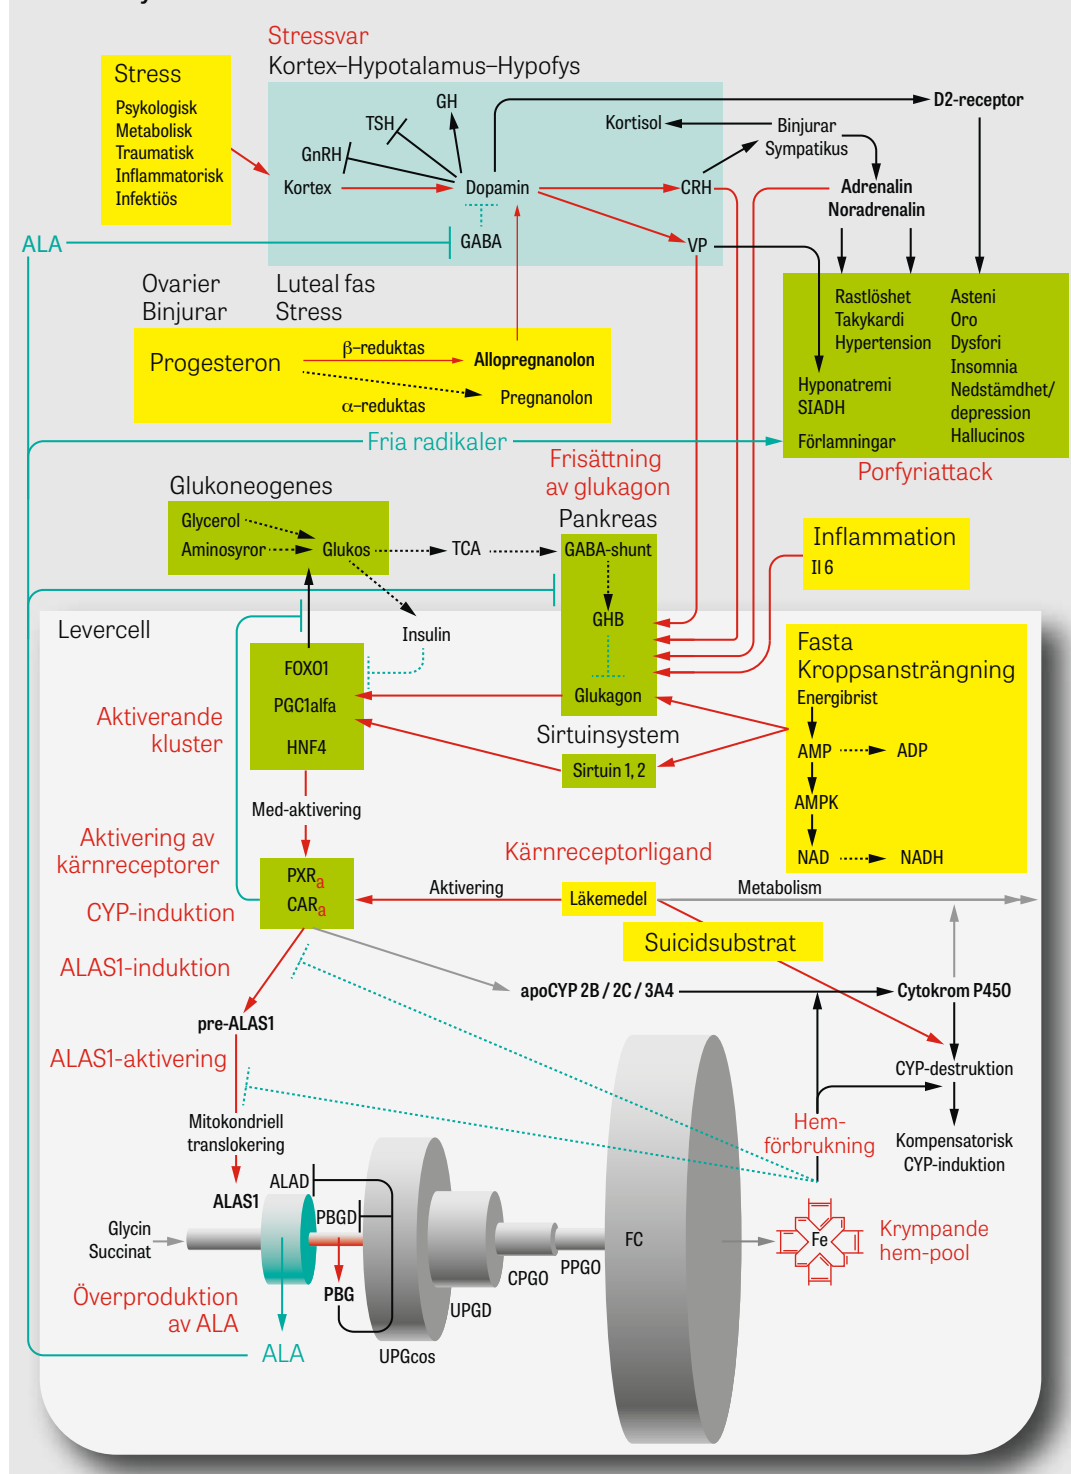 Stressvar
Kortex–Hypotalamus–Hypofys
Stress
Psykologisk
Metabolisk
Traumatisk
Inflammatorisk
Infektiös
GH
TSH
GnRH
Kortex
Dopamin
GABA
CRH
VP
Kortisol
Binjurar
Sympatikus
D2-receptor
Adrenalin
Noradrenalin
ALA
Ovarier
Binjurar
Luteal fas
Stress
Progesteron
β–reduktas
Allopregnanolon
α–reduktas
Pregnanolon
Rastlöshet
Takykardi
Hypertension
Hyponatremi
SIADH
Förlamningar
Asteni
Oro
Dysfori
Insomnia
Nedstämdhet/
depression
Hallucinos
Porfyriattack
Fria radikaler
Frisättning
av glukagon
Glukoneogenes
Glycerol
Aminosyror
Glukos
TCA
Insulin
Pankreas
GABA-shunt
GHB
Glukagon
Inflammation
Il 6
Levercell
FOXO1
PGC1alfa
HNF4
Aktiverande
kluster
Sirtuinsystem
Sirtuin 1, 2
Fasta
Kroppsansträngning
Energibrist
AMP
ADP
AMPK
NAD
NADH
Med-aktivering
Aktivering av
kärnreceptorer
PXRa
CARa
CYP-induktion
Kärnreceptorligand
Aktivering
Läkemedel
Metabolism
Suicidsubstrat
ALAS1-induktion
apoCYP 2B / 2C / 3A4
Cytokrom P450
pre-ALAS1
ALAS1-aktivering
CYP-destruktion
Mitokondriell
translokering
Hem-
förbrukning
Kompensatorisk
CYP-induktion
ALAS1
ALAD
PBGD
Glycin
Succinat
PBG
Överproduktion
av ALA
ALA
UPGcos
UPGD
CPGO
PPGO
FC
Fe
Krympande
hem-pool